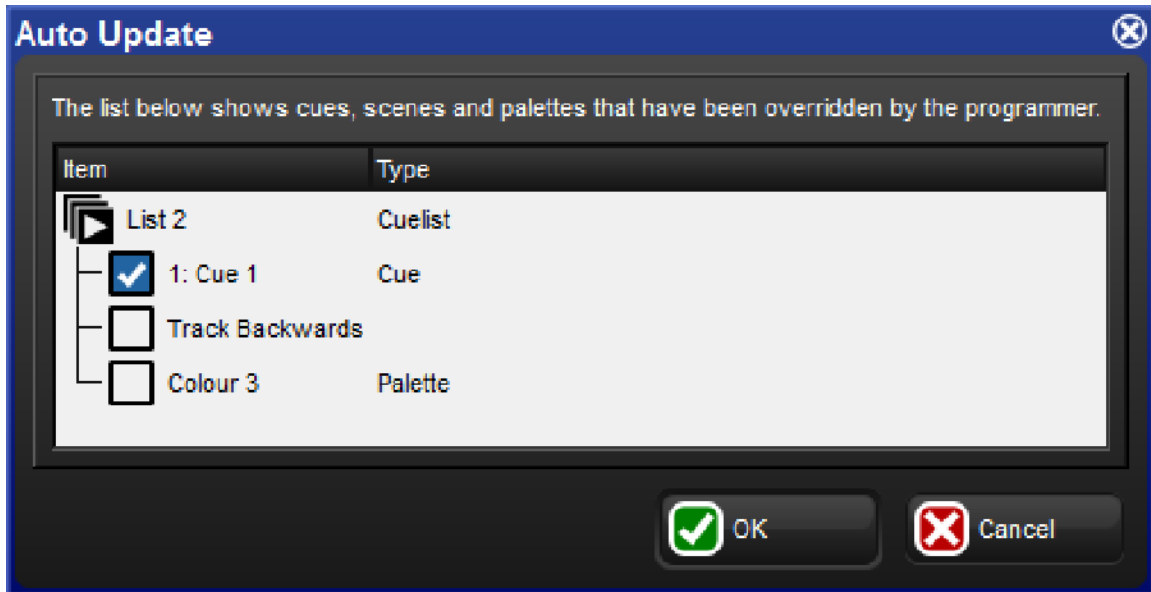 Auto Update
The list below shows cues, scenes and palettes that have been overridden by the programmer.
Item Type
List 2 Cuelist
1: Cue 1 Cue
Track Backwards
Colour 3 Palette
OK Cancel